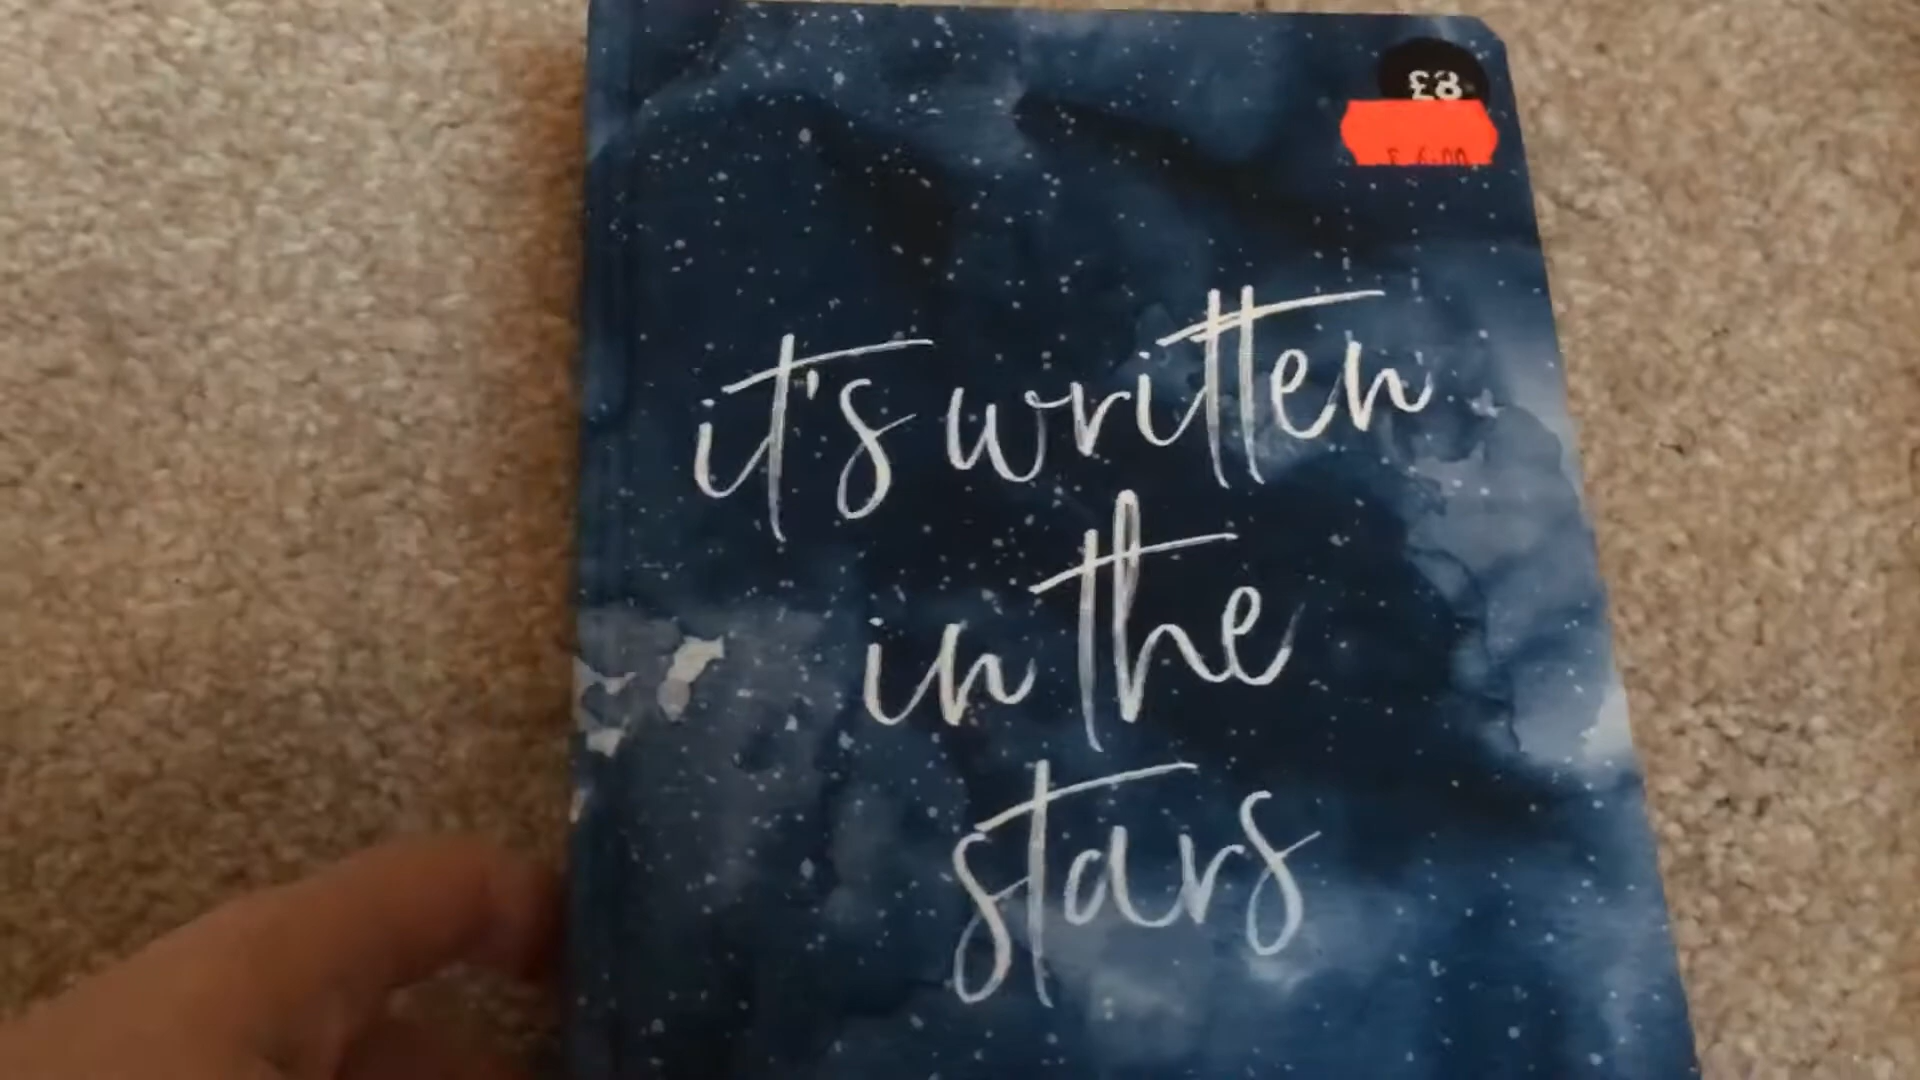 £8
it's written
in the
stars